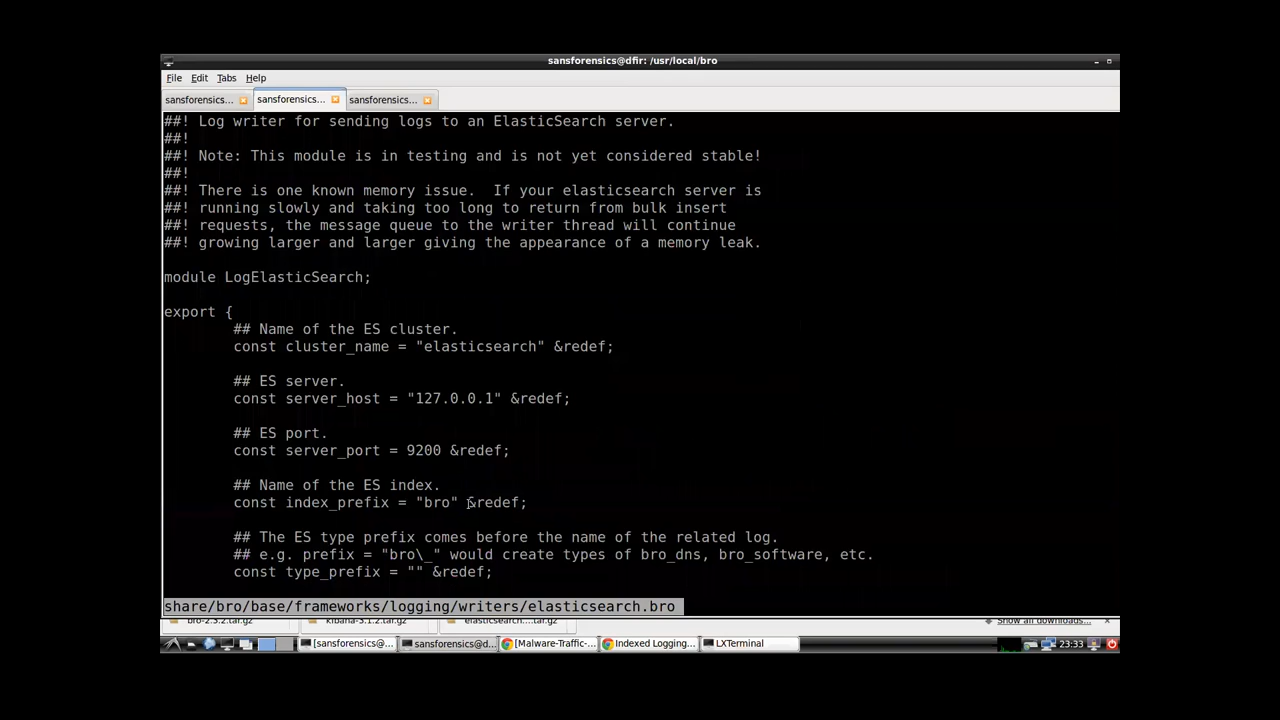 sansforensics@dfir: /usr/local/bro
File Edit Tabs Help
sansforensics... sansforensics... sansforensics...
##! Log writer for sending logs to an ElasticSearch server.
##!
##! Note: This module is in testing and is not yet considered stable!
##!
##! There is one known memory issue.  If your elasticsearch server is
##! running slowly and taking too long to return from bulk insert
##! requests, the message queue to the writer thread will continue
##! growing larger and larger giving the appearance of a memory leak.
module LogElasticSearch;
export {
## Name of the ES cluster.
const cluster_name = "elasticsearch" &redef;
## ES server.
const server_host = "127.0.0.1" &redef;
## ES port.
const server_port = 9200 &redef;
## Name of the ES index.
const index_prefix = "bro" &redef;
## The ES type prefix comes before the name of the related log.
## e.g. prefix = "bro\_" would create types of bro_dns, bro_software, etc.
const type_prefix = "" &redef;
share/bro/base/frameworks/logging/writers/elasticsearch.bro
bro-2.3.2.tar.gz kibana-3.1.2.tar.gz elasticsearch....tar.gz Show all downloads...
[sansforensics@... sansforensics@d... [Malware-Traffic-... Indexed Logging... LXTerminal 23:33